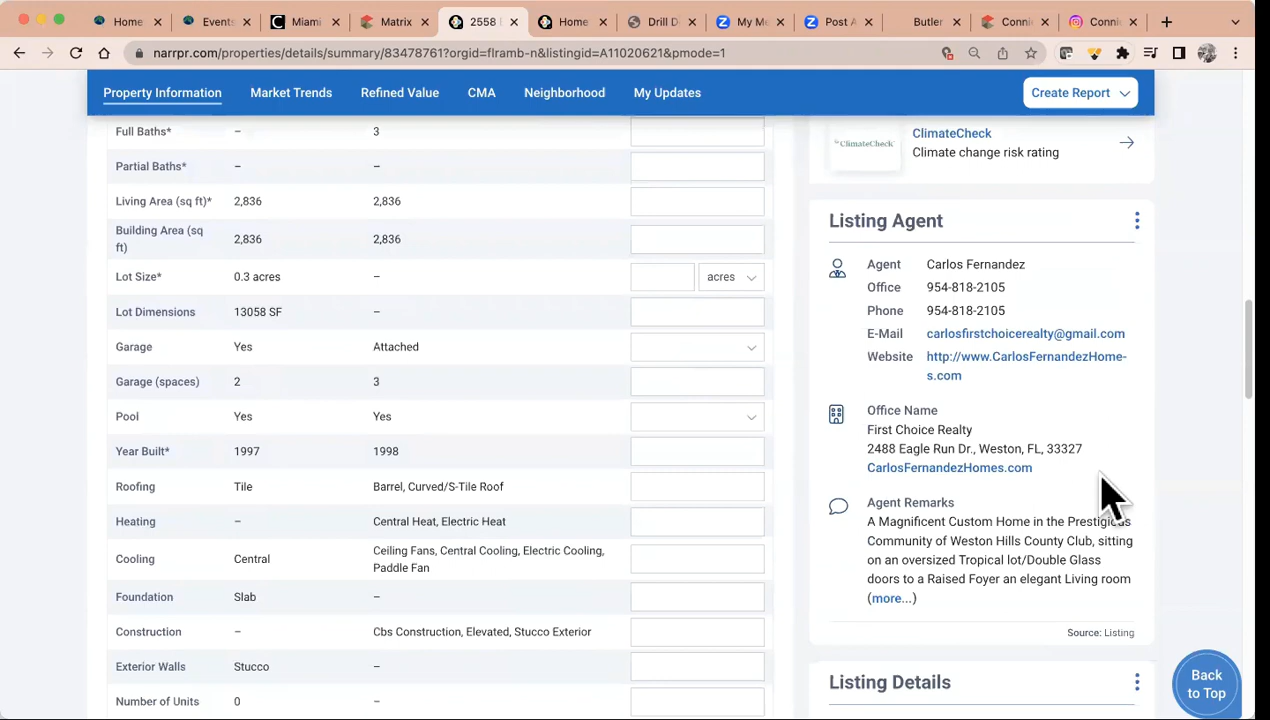 Home
Events
Miami
Matrix
2558
Home
Drill D
My M
Post A
Butler
Conni
Conni
narrpr.com/properties/details/summary/83478761?orgid=flramb-n&listingid=A11020621&pmode=1
Property Information
Market Trends
Refined Value
CMA
Neighborhood
My Updates
Create Report
Full Baths* – 3
Partial Baths* – –
Living Area (sq ft)* 2,836 2,836
Building Area (sq
ft) 2,836 2,836
Lot Size* 0.3 acres – acres
Lot Dimensions 13058 SF –
Garage Yes Attached
Garage (spaces) 2 3
Pool Yes Yes
Year Built* 1997 1998
Roofing Tile Barrel, Curved/S-Tile Roof
Heating – Central Heat, Electric Heat
Cooling Central Ceiling Fans, Central Cooling, Electric Cooling,
Paddle Fan
Foundation Slab –
Construction – Cbs Construction, Elevated, Stucco Exterior
Exterior Walls Stucco –
Number of Units 0 –
ClimateCheck
ClimateCheck
Climate change risk rating
Listing Agent
Agent Carlos Fernandez
Office 954-818-2105
Phone 954-818-2105
E-Mail carlosfirstchoicerealty@gmail.com
Website http://www.CarlosFernandezHome-
s.com
Office Name
First Choice Realty
2488 Eagle Run Dr., Weston, FL, 33327
CarlosFernandezHomes.com
Agent Remarks
A Magnificent Custom Home in the Prestigious
Community of Weston Hills County Club, sitting
on an oversized Tropical lot/Double Glass
doors to a Raised Foyer an elegant Living room
(more...)
Source: Listing
Listing Details
Back
to Top